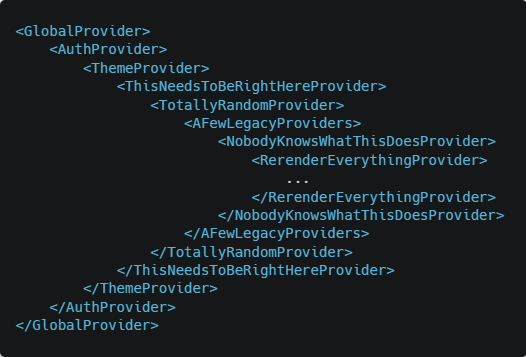 <GlobalProvider>
<AuthProvider>
<ThemeProvider>
<ThisNeedsToBeRightHereProvider>
<TotallyRandomProvider>
<AFewLegacyProviders>
<NobodyKnowsWhatThisDoesProvider>
<RerenderEverythingProvider>
...
</RerenderEverythingProvider>
</NobodyKnowsWhatThisDoesProvider>
</AFewLegacyProviders>
</TotallyRandomProvider>
</ThisNeedsToBeRightHereProvider>
</ThemeProvider>
</AuthProvider>
</GlobalProvider>